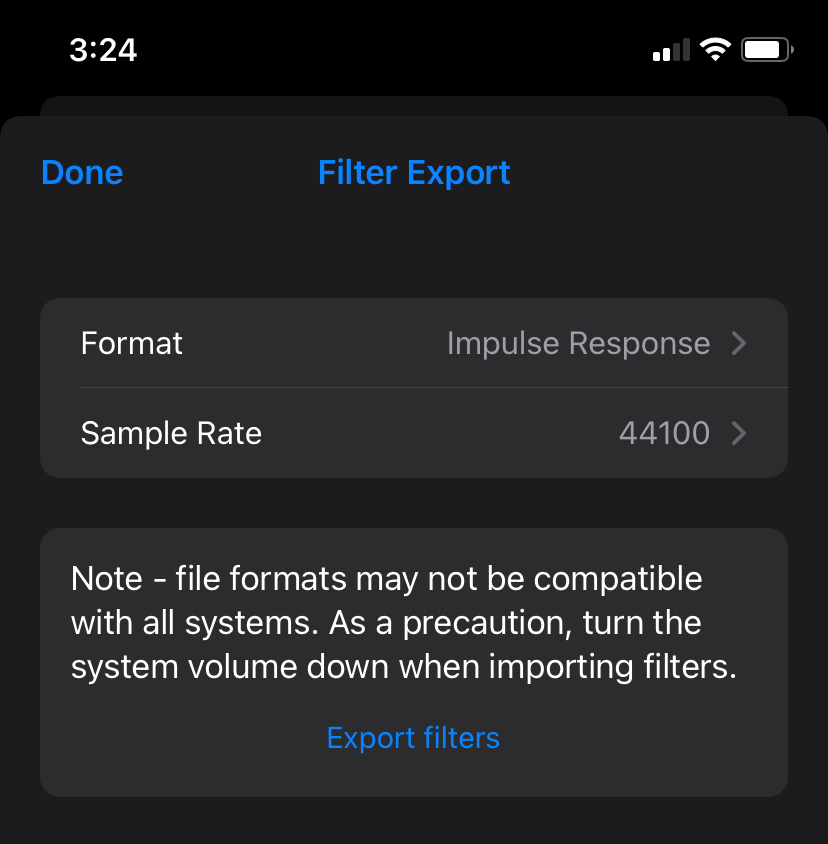 3:24
Done
Filter Export
Format
Impulse Response
Sample Rate
44100
Note - file formats may not be compatible
with all systems. As a precaution, turn the
system volume down when importing filters.
Export filters